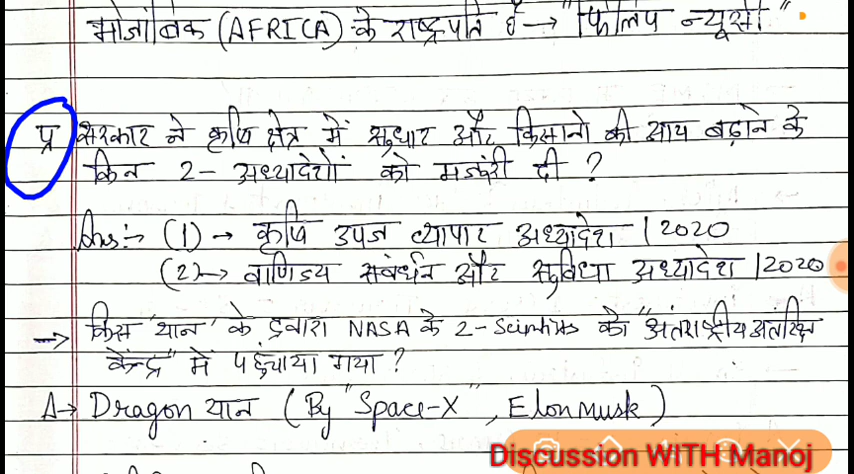 मोजांबिक (AFRICA) के राष्ट्रपति हैं → "फिलिप न्यूसी"
प्र सरकार ने कृषि क्षेत्र में सुधार और किसानो की आय बढ़ाने के
किन 2- अध्यादेशों को मञ्जूरी दी ?
Ans:- (1) → कृषि उपज व्यापार अध्यादेश | 2020
(2) → वाणिज्य संवर्धन और सुविधा अध्यादेश | 2020
→ किस 'यान' के द्वारा NASA के 2- को "अंतराष्ट्रीय अंतरिक्ष
केन्द्र" में पहुंचाया गया ?
A→ Dragon यान (By "Space-X", Elon Musk)
Discussion WITH Manoj